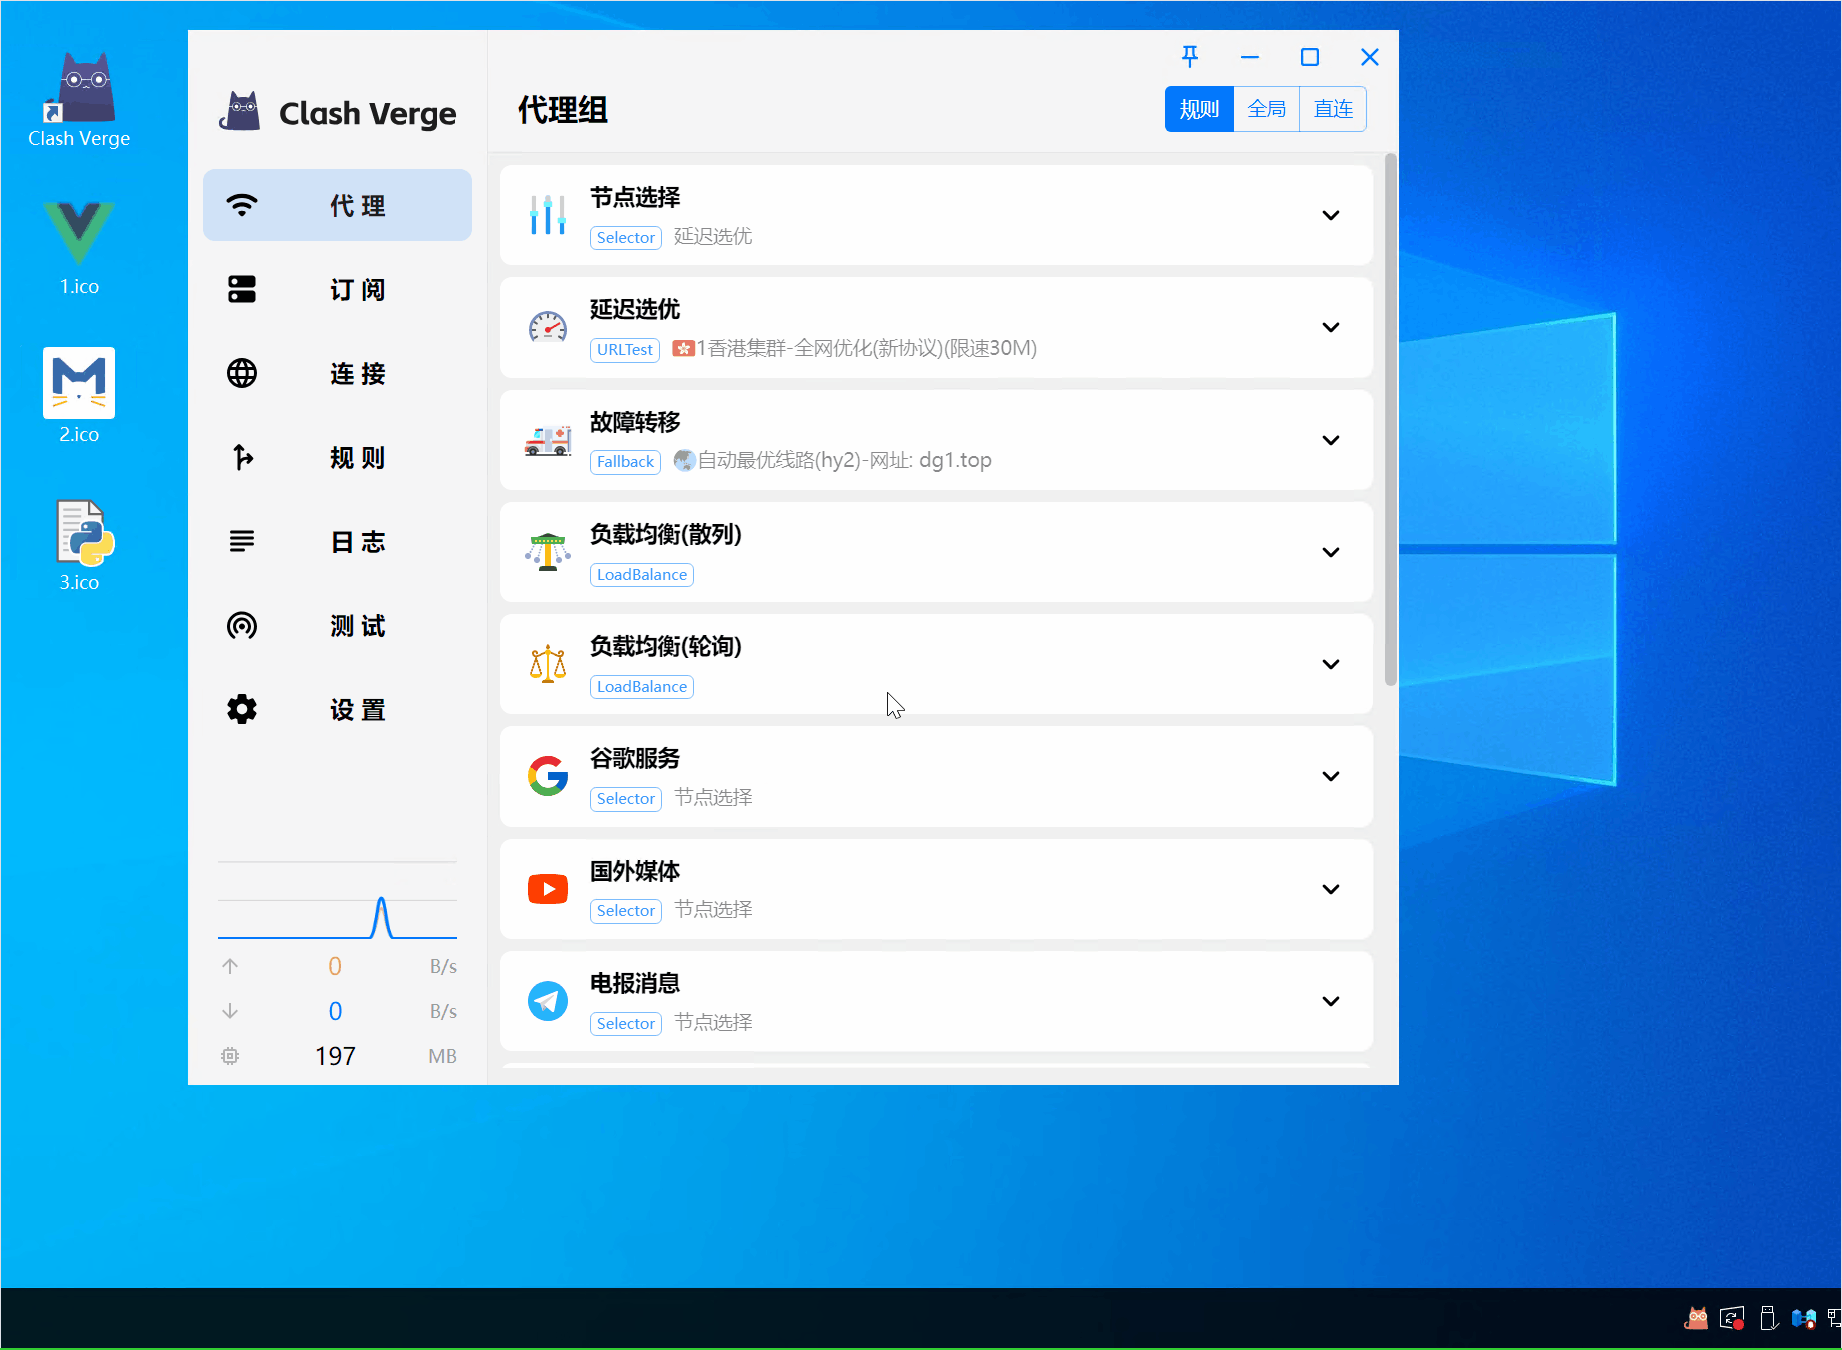 Clash Verge
1.ico
2.ico
3.ico
Clash Verge
代 理
订 阅
连 接
规 则
日 志
测 试
设 置
0 B/s
0 B/s
197 MB
代理组
规则 全局 直连
节点选择
Selector 延迟选优
延迟选优
URLTest 🇭🇰1香港集群-全网优化(新协议)(限速30M)
故障转移
Fallback 🌏自动最优线路(hy2)-网址: dg1.top
负载均衡(散列)
LoadBalance
负载均衡(轮询)
LoadBalance
谷歌服务
Selector 节点选择
国外媒体
Selector 节点选择
电报消息
Selector 节点选择